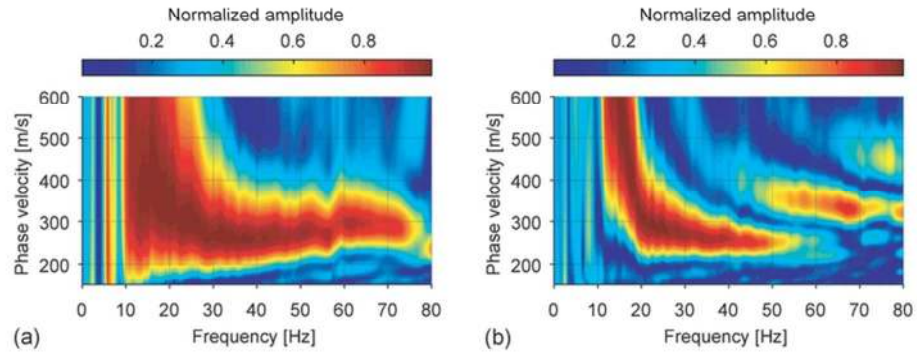 Normalized amplitude
0.2 0.4 0.6 0.8
600
500
400
300
200
Phase velocity [m/s]
0 10 20 30 40 50 60 70 80
(a) Frequency [Hz]
Normalized amplitude
0.2 0.4 0.6 0.8
600
500
400
300
200
Phase velocity [m/s]
0 10 20 30 40 50 60 70 80
(b) Frequency [Hz]